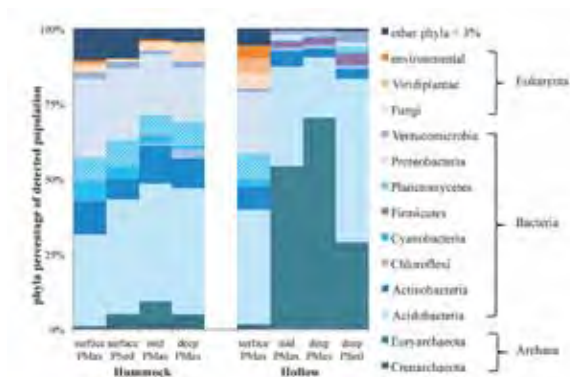 100%
75%
50%
25%
0%
phyla percentage of detected population
surface PMax
surface PSed
mid PMax
deep PMax
Hummock
surface PMax
mid PMax
deep PMax
deep PSed
Hollow
other phyla < 3%
environmental
Viridiplantae
Fungi
Verrucomicrobia
Proteobacteria
Planctomycetes
Firmicutes
Cyanobacteria
Chloroflexi
Actinobacteria
Acidobacteria
Euryarchaeota
Crenarchaeota
Eukaryota
Bacteria
Archaea